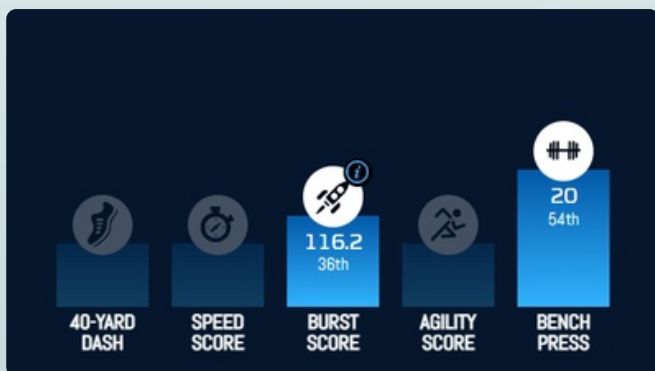 20
54th
116.2
36th
40-YARD
DASH
SPEED
SCORE
BURST
SCORE
AGILITY
SCORE
BENCH
PRESS